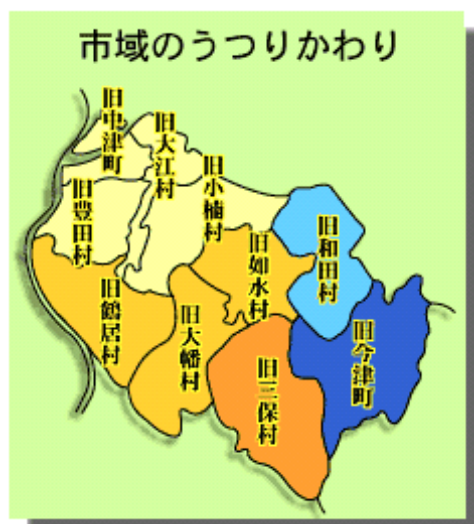 市域のうつりかわり
旧中津町
旧大江村
旧小楠村
旧豊田村
旧和田村
旧如水村
旧鶴居村
旧大幡村
旧今津町
旧三保村